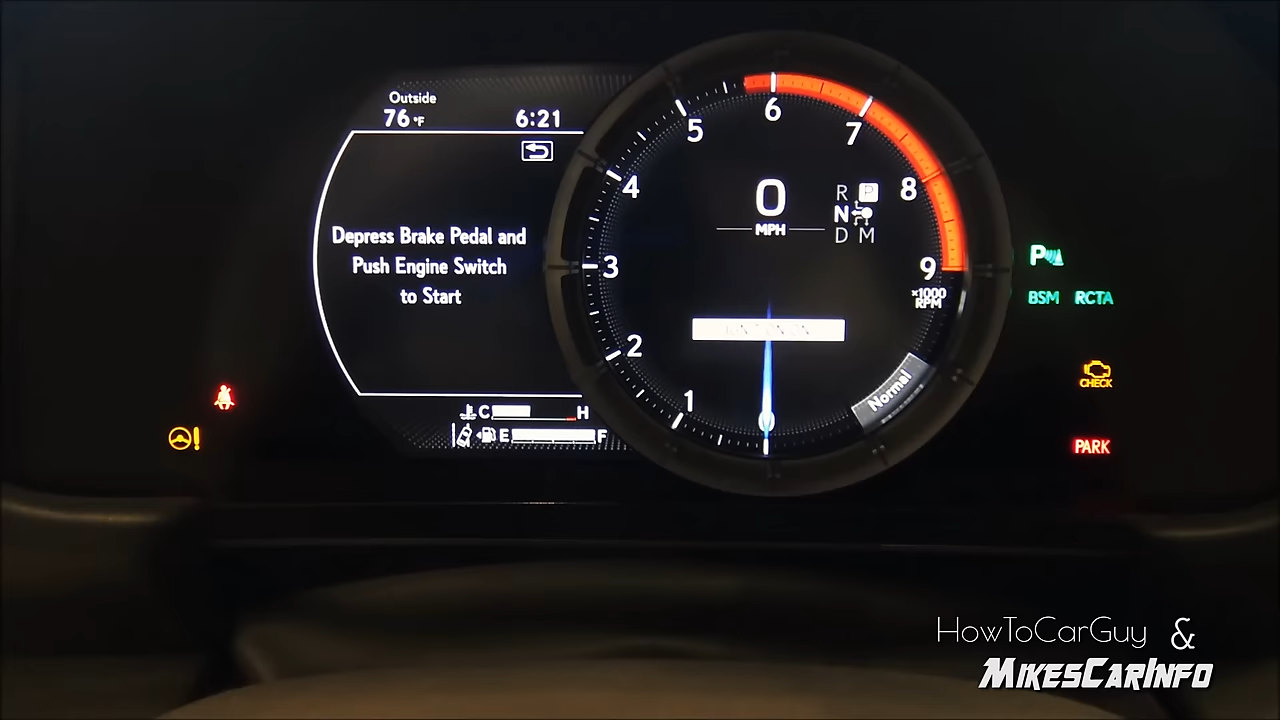 Outside
76 °F 6:21
Depress Brake Pedal and
Push Engine Switch
to Start
C H
E F
1
2
3
4
5
6
7
8
9
x1000
RPM
0
MPH
R P
N
D M
Normal
P
BSM RCTA
CHECK
PARK
HowToCarGuy &
MikesCarInfo